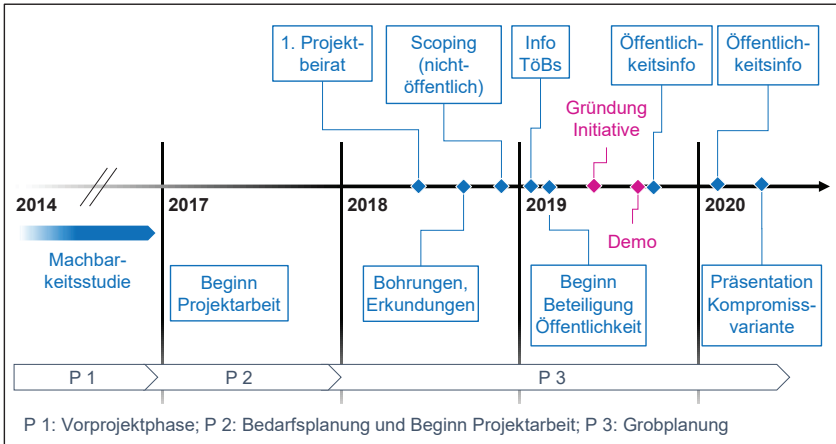 1. Projekt-
beirat
Scoping
(nicht-
öffentlich)
Info
TöBs
Öffentlich-
keitsinfo
Öffentlich-
keitsinfo
Gründung
Initiative
2014
2017
2018
2019
2020
Machbar-
keitsstudie
Beginn
Projektarbeit
Bohrungen,
Erkundungen
Beginn
Beteiligung
Öffentlichkeit
Demo
Präsentation
Kompromiss-
variante
P 1
P 2
P 3
P 1: Vorprojektphase; P 2: Bedarfsplanung und Beginn Projektarbeit; P 3: Grobplanung